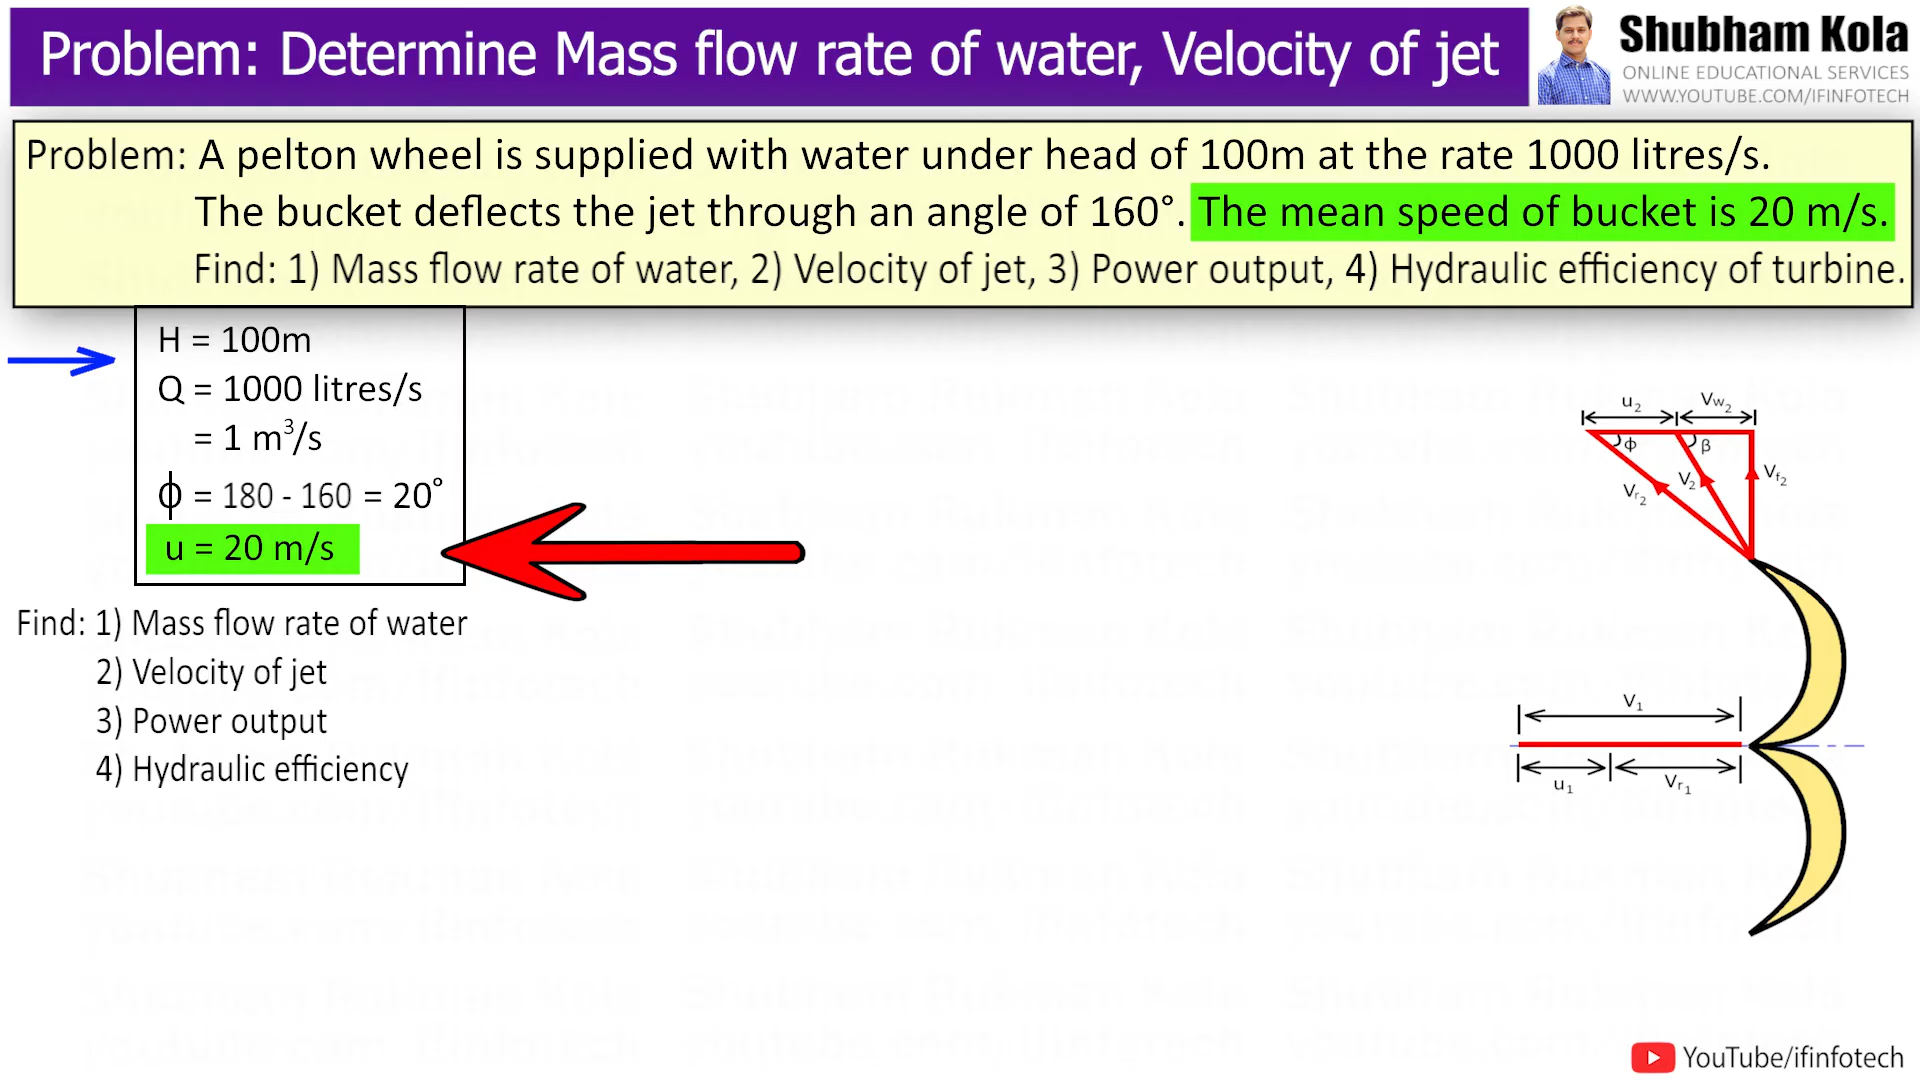 Problem: Determine Mass flow rate of water, Velocity of jet
Shubham Kola
ONLINE EDUCATIONAL SERVICES
WWW.YOUTUBE.COM/IFINFOTECH
Problem: A pelton wheel is supplied with water under head of 100m at the rate 1000 litres/s.
The bucket deflects the jet through an angle of 160°. The mean speed of bucket is 20 m/s.
Find: 1) Mass flow rate of water, 2) Velocity of jet, 3) Power output, 4) Hydraulic efficiency of turbine.
H = 100m
Q = 1000 litres/s
= 1 m³/s
ϕ = 180 - 160 = 20°
u = 20 m/s
Find: 1) Mass flow rate of water
2) Velocity of jet
3) Power output
4) Hydraulic efficiency
u₂ Vw₂
ϕ β
Vr₂ V₂ Vf₂
V₁
u₁ Vr₁
YouTube/ifinfotech